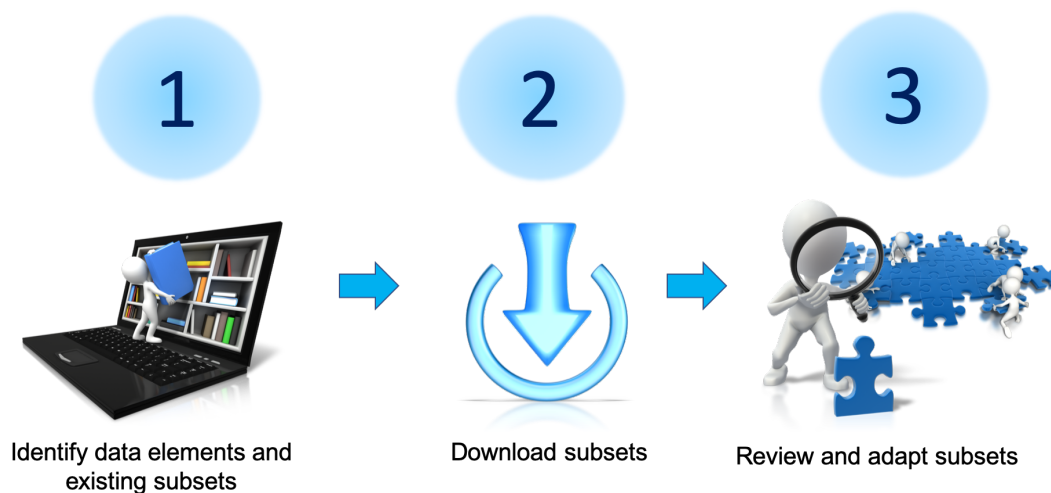 1
2
3
Identify data elements and
existing subsets
Download subsets
Review and adapt subsets